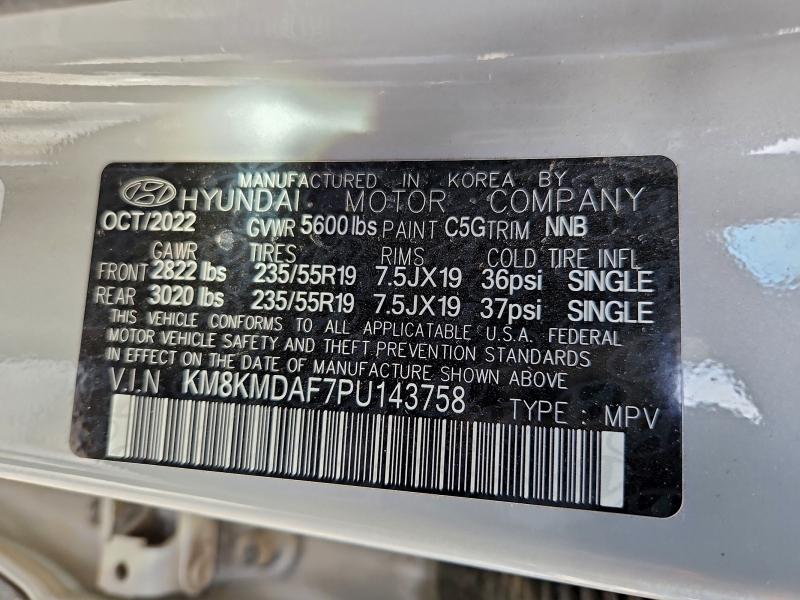 MANUFACTURED IN KOREA BY
HYUNDAI MOTOR COMPANY
OCT/2022 GVWR 5600 lbs PAINT C5G TRIM NNB
GAWR TIRES RIMS COLD TIRE INFL
FRONT 2822 lbs 235/55R19 7.5JX19 36psi SINGLE
REAR 3020 lbs 235/55R19 7.5JX19 37psi SINGLE
THIS VEHICLE CONFORMS TO ALL APPLICATABLE U.S.A. FEDERAL
MOTOR VEHICLE SAFETY AND THEFT PREVENTION STANDARDS
IN EFFECT ON THE DATE OF MANUFACTURE SHOWN ABOVE
V.I.N KM8KMDAF7PU143758 TYPE : MPV